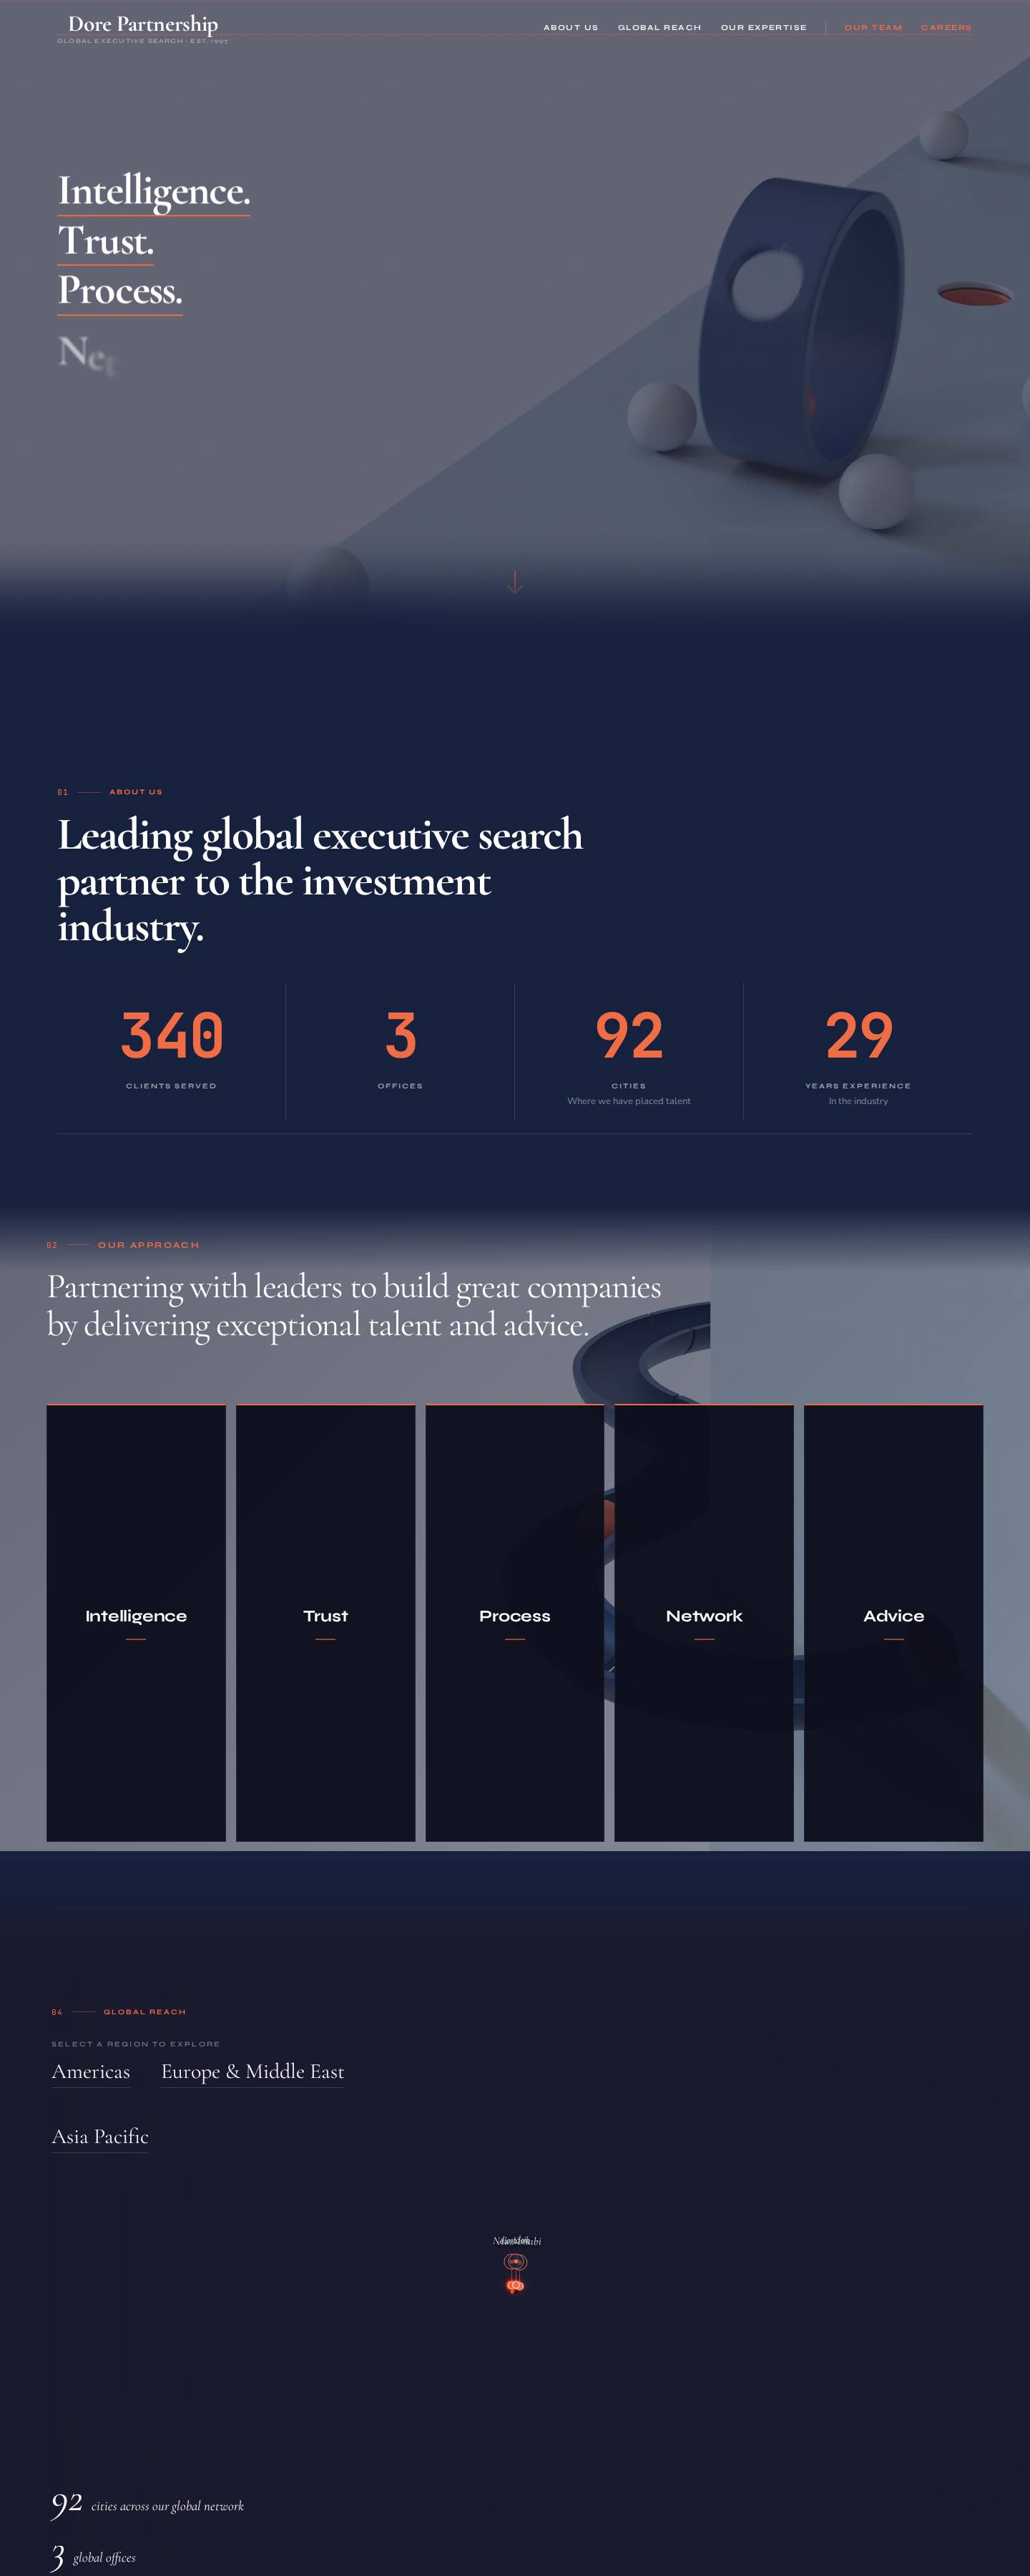 Dore Partnership
GLOBAL EXECUTIVE SEARCH · EST. 1997
ABOUT US
GLOBAL REACH
OUR EXPERTISE
OUR TEAM
CAREERS
Intelligence.
Trust.
Process.
Net
01
ABOUT US
Leading global executive search
partner to the investment
industry.
340
CLIENTS SERVED
3
OFFICES
92
CITIES
Where we have placed talent
29
YEARS EXPERIENCE
In the industry
02
OUR APPROACH
Partnering with leaders to build great companies
by delivering exceptional talent and advice.
Intelligence
Trust
Process
Network
Advice
04
GLOBAL REACH
SELECT A REGION TO EXPLORE
Americas
Europe & Middle East
Asia Pacific
92 cities across our global network
3 global offices